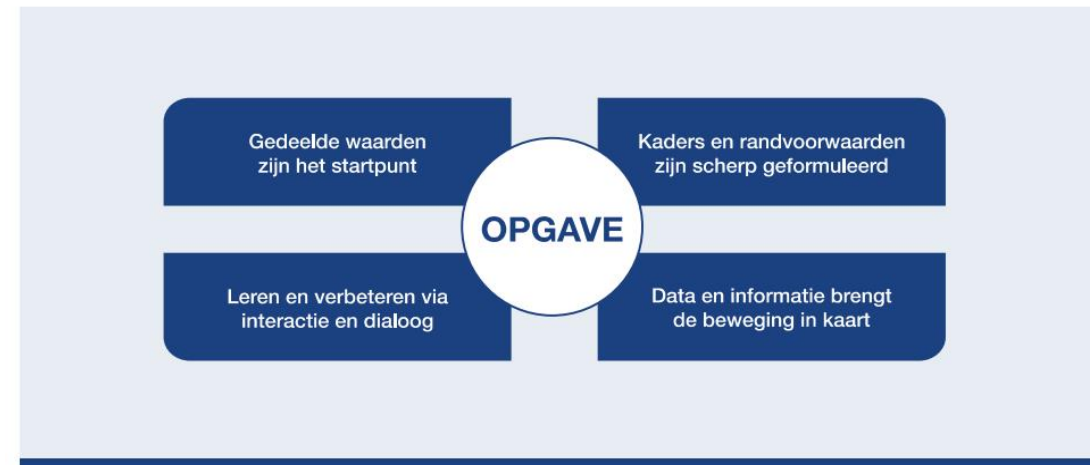 Gedeelde waarden
zijn het startpunt
Kaders en randvoorwaarden
zijn scherp geformuleerd
OPGAVE
Leren en verbeteren via
interactie en dialoog
Data en informatie brengt
de beweging in kaart